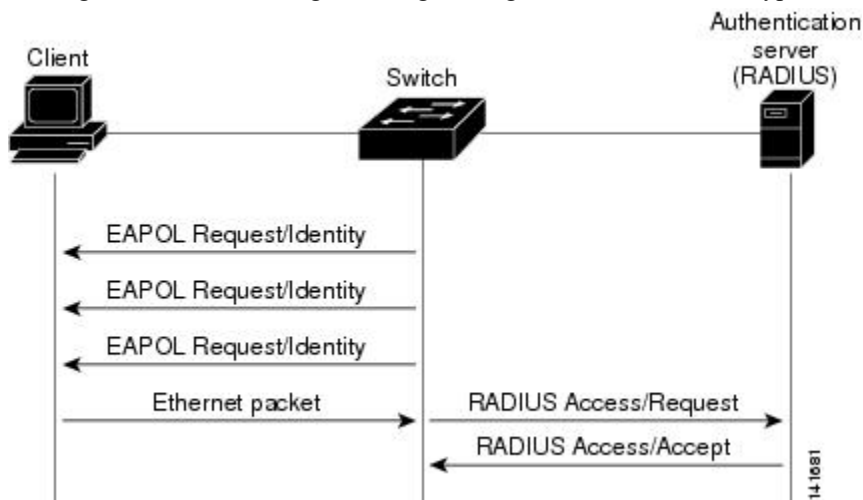 Client
Switch
Authentication
server
(RADIUS)
EAPOL Request/Identity
EAPOL Request/Identity
EAPOL Request/Identity
Ethernet packet
RADIUS Access/Request
RADIUS Access/Accept
141681